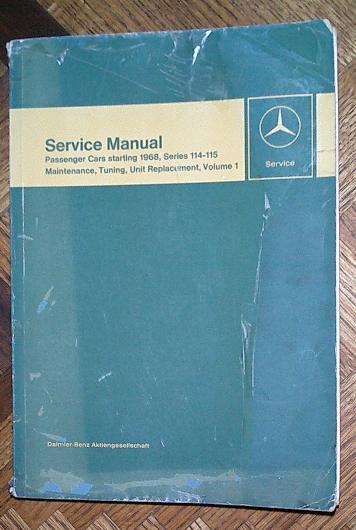 Service Manual
Passenger Cars starting 1968, Series 114-115
Maintenance, Tuning, Unit Replacement, Volume 1
Service
Daimler-Benz Aktiengesellschaft